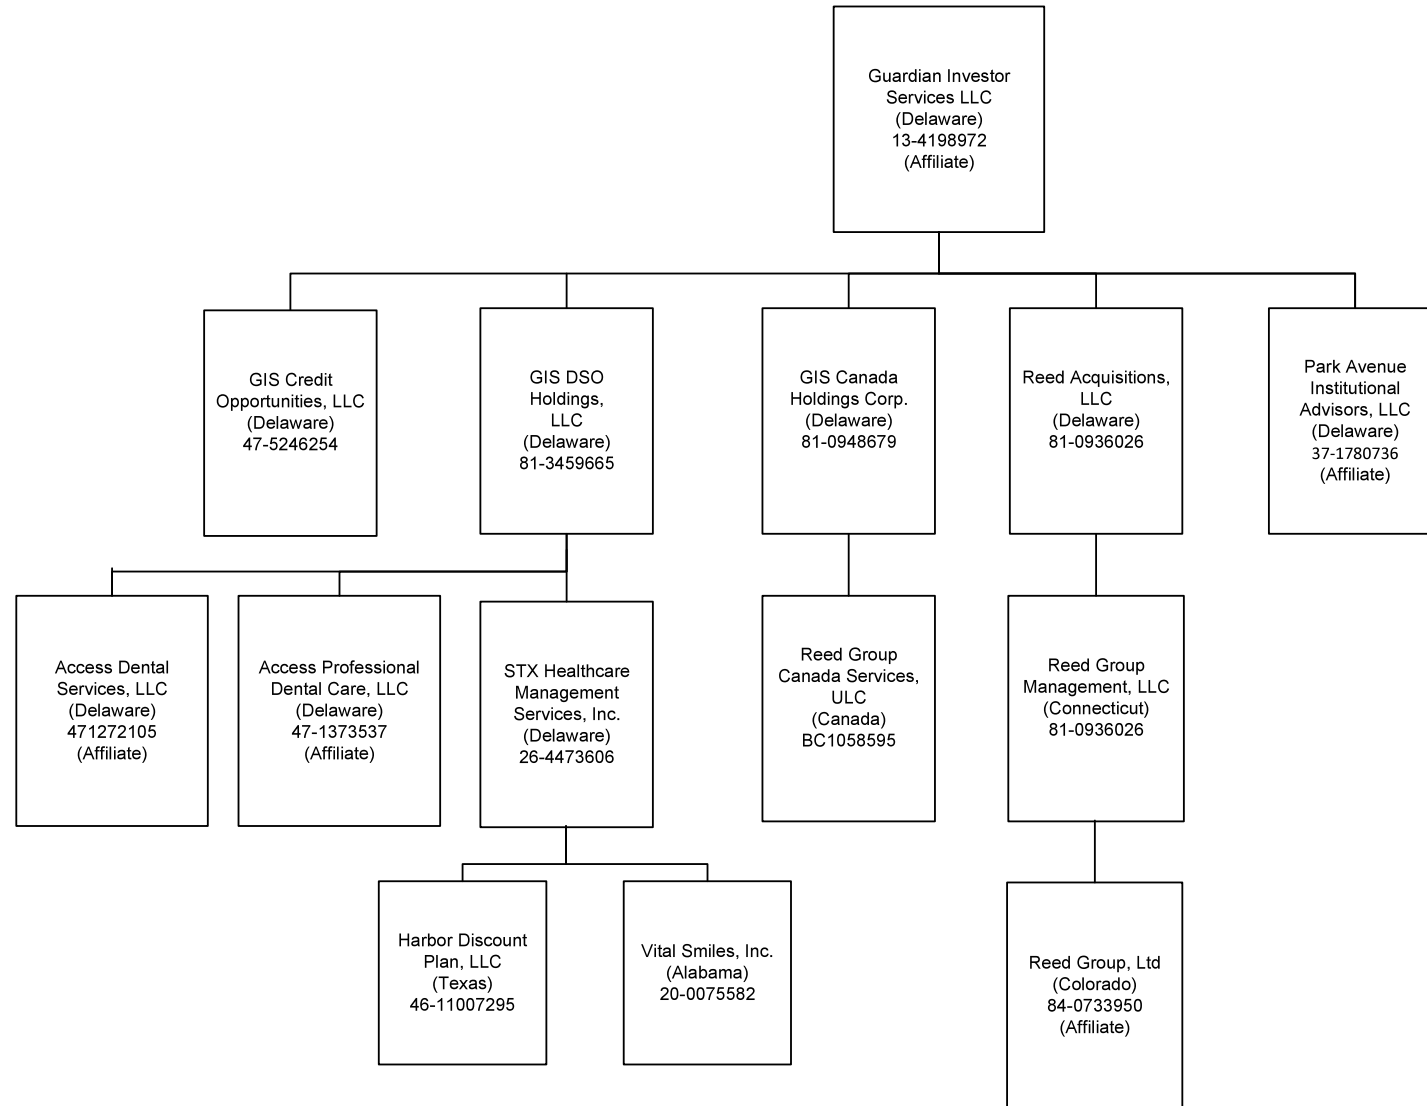 Guardian Investor
Services LLC
(Delaware)
13-4198972
(Affiliate)
GIS Credit
Opportunities, LLC
(Delaware)
47-5246254
GIS DSO
Holdings,
LLC
(Delaware)
81-3459665
GIS Canada
Holdings Corp.
(Delaware)
81-0948679
Reed Acquisitions,
LLC
(Delaware)
81-0936026
Park Avenue
Institutional
Advisors, LLC
(Delaware)
37-1780736
(Affiliate)
Access Dental
Services, LLC
(Delaware)
471272105
(Affiliate)
Access Professional
Dental Care, LLC
(Delaware)
47-1373537
(Affiliate)
STX Healthcare
Management
Services, Inc.
(Delaware)
26-4473606
Reed Group
Canada Services,
ULC
(Canada)
BC1058595
Reed Group
Management, LLC
(Connecticut)
81-0936026
Harbor Discount
Plan, LLC
(Texas)
46-11007295
Vital Smiles, Inc.
(Alabama)
20-0075582
Reed Group, Ltd
(Colorado)
84-0733950
(Affiliate)